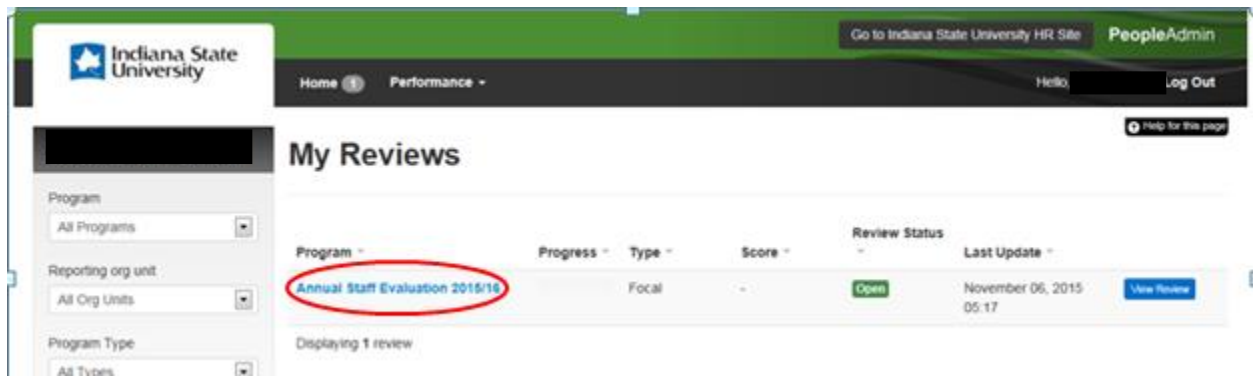 Go to Indiana State University HR Site PeopleAdmin
Indiana State
University
Home 1 Performance
Hello, Log Out
Help for this page
My Reviews
Program
All Programs
Reporting org unit
All Org Units
Program Type
All Types
Program Progress Type Score Review Status Last Update
Annual Staff Evaluation 2015/16 Focal - Open November 06, 2015 View Review
05:17
Displaying 1 review